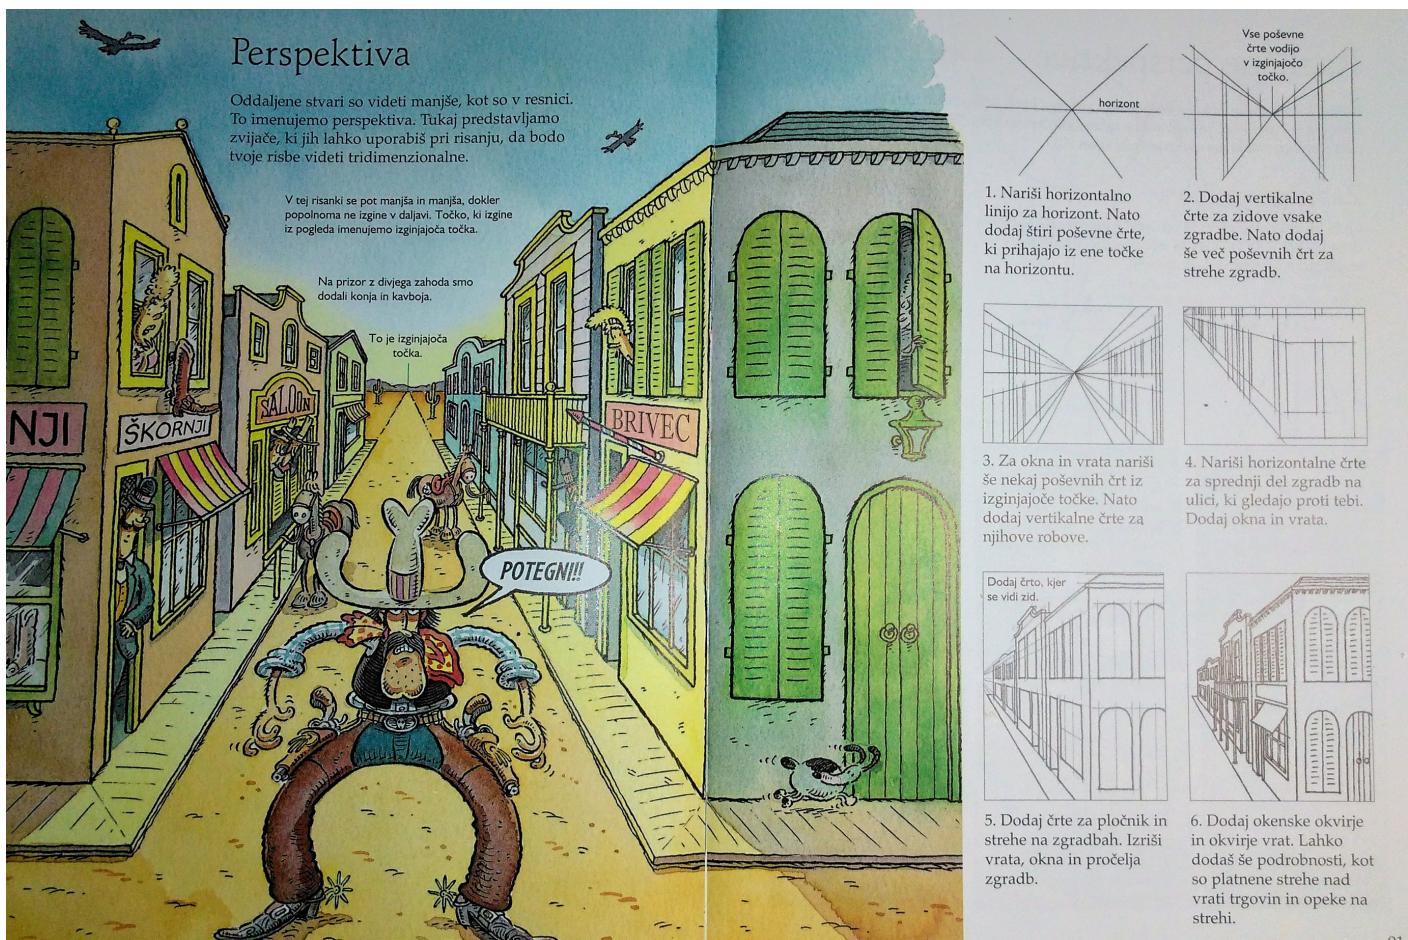 Perspektiva
Oddaljene stvari so videti manjše, kot so v resnici.
To imenujemo perspektiva. Tukaj predstavljamo
zvijače, ki jih lahko uporabiš pri risanju, da bodo
tvoje risbe videti tridimenzionalne.
V tej risanki se pot manjša in manjša, dokler
popolnoma ne izgine v daljavi. Točko, ki izgine
iz pogleda imenujemo izginjajoča točka.
Na prizor z divjega zahoda smo
dodali konja in kavboja.
To je izginjajoča
točka.
NJI
ŠKORNJI
SALOON
BRIVEC
POTEGNI!!
horizont
1. Nariši horizontalno
linijo za horizont. Nato
dodaj štiri poševne črte,
ki prihajajo iz ene točke
na horizontu.
Vse poševne
črte vodijo
v izginjajočo
točko.
2. Dodaj vertikalne
črte za zidove vsake
zgradbe. Nato dodaj
še več poševnih črt za
strehe zgradb.
3. Za okna in vrata nariši
še nekaj poševnih črt iz
izginjajoče točke. Nato
dodaj vertikalne črte za
njihove robove.
4. Nariši horizontalne črte
za sprednji del zgradb na
ulici, ki gledajo proti tebi.
Dodaj okna in vrata.
Dodaj črto, kjer
se vidi zid.
5. Dodaj črte za pločnik in
strehe na zgradbah. Izriši
vrata, okna in pročelja
zgradb.
6. Dodaj okenske okvirje
in okvirje vrat. Lahko
dodaš še podrobnosti, kot
so platnene strehe nad
vrati trgovin in opeke na
strehi.